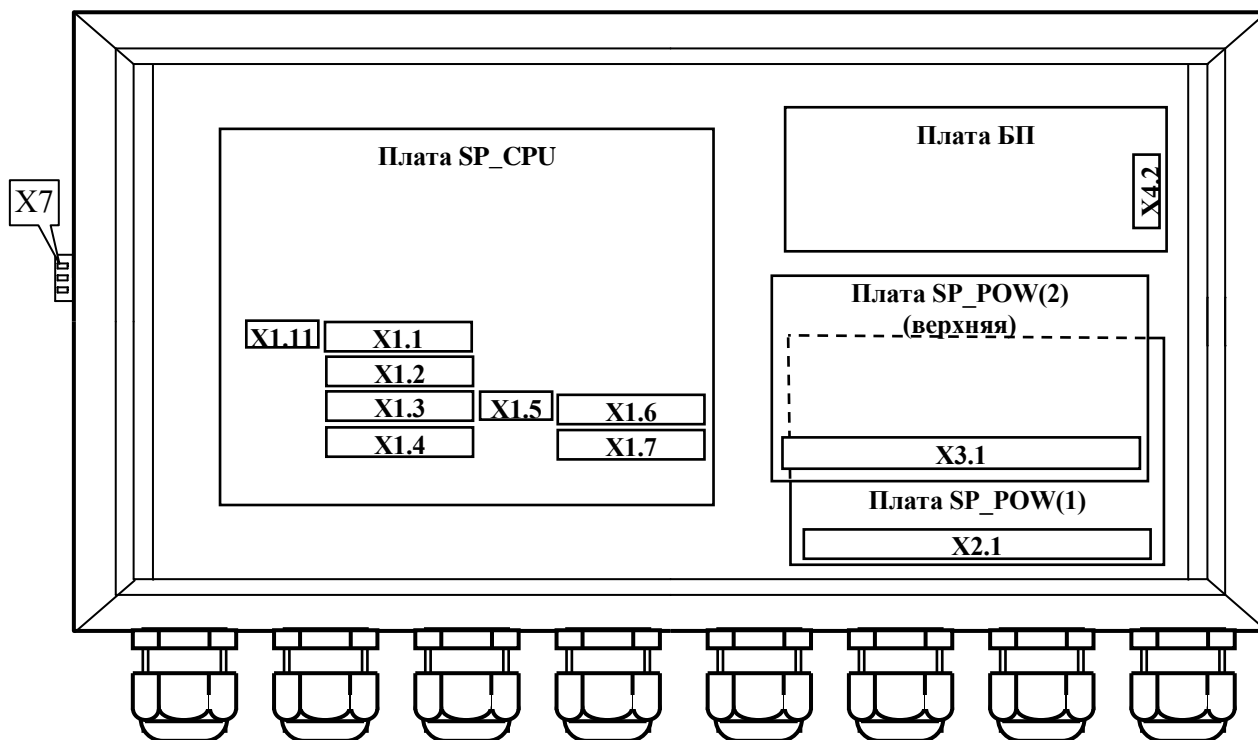 Плата SP_CPU
Плата БП
X4.2
X7
Плата SP_POW(2)
(верхняя)
X1.11
X1.1
X1.2
X1.3
X1.5
X1.6
X1.4
X1.7
X3.1
Плата SP_POW(1)
X2.1